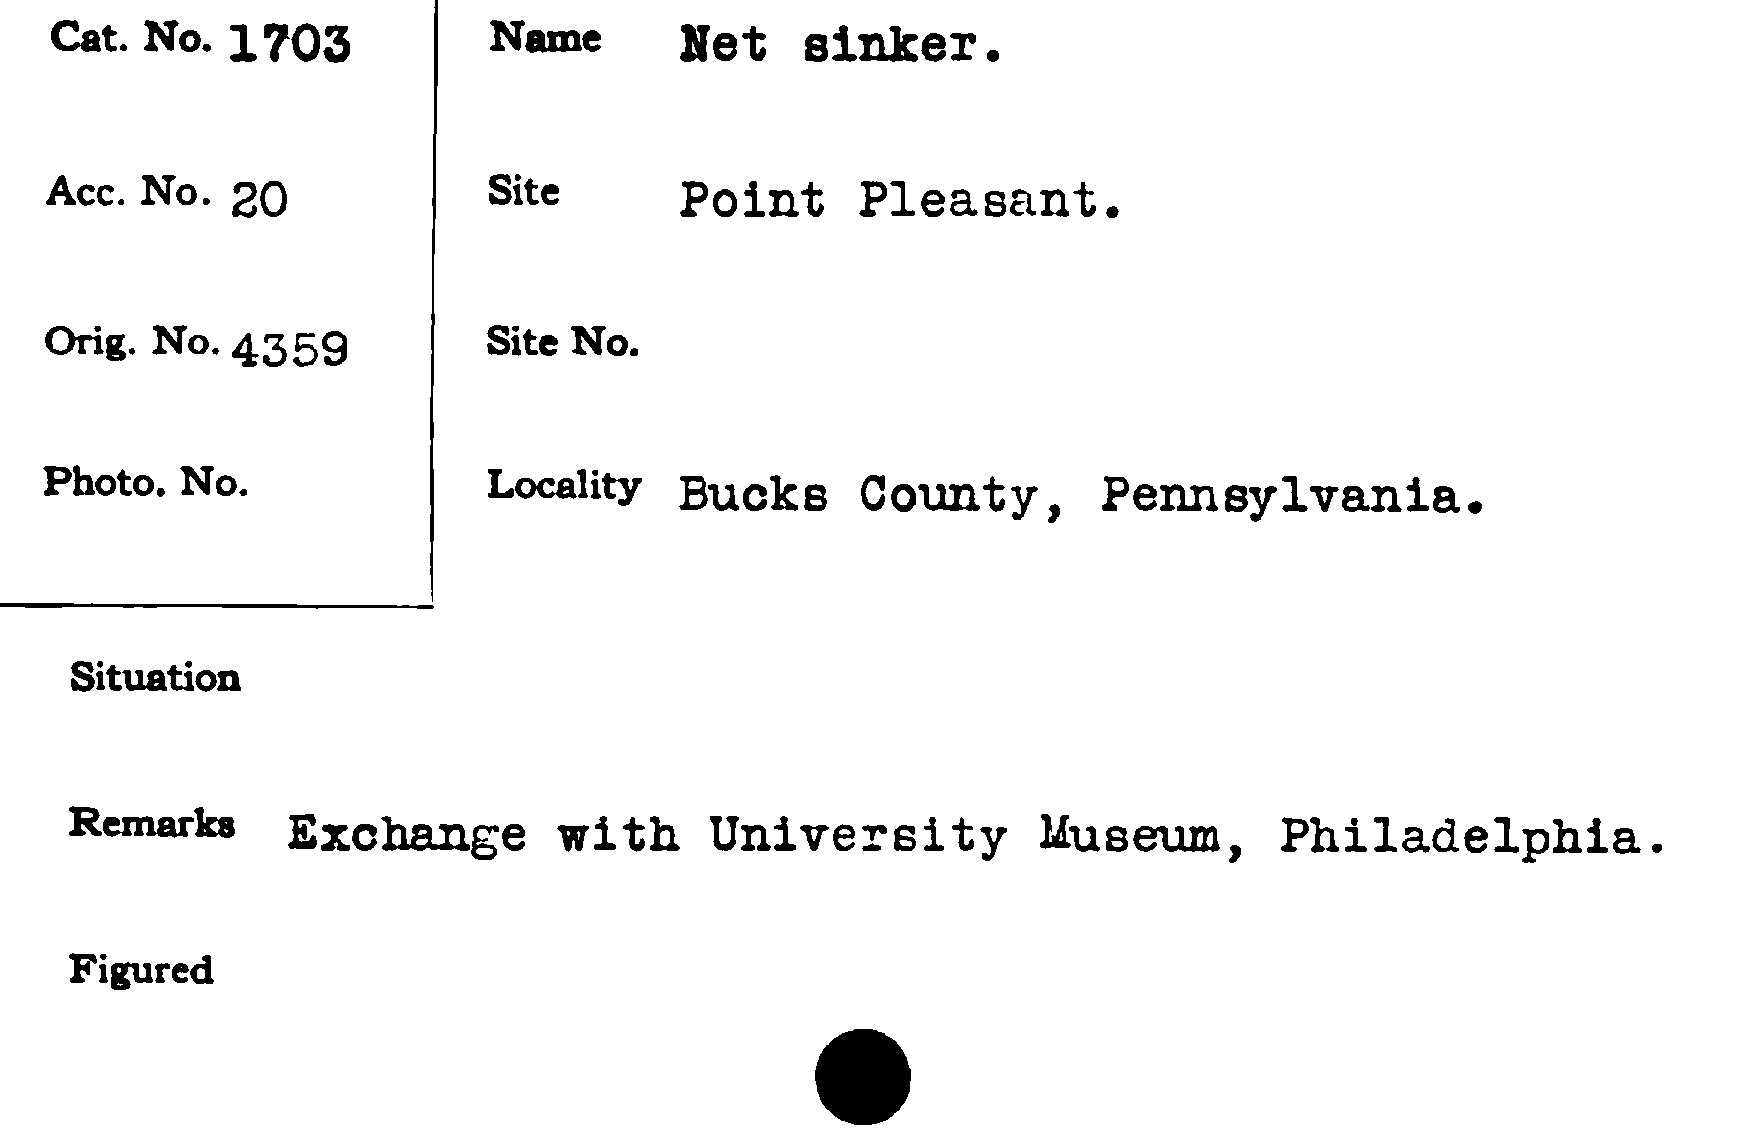 Cat. No. 1703
Acc. No. 20
Orig. No. 4359
Photo. No.
Name Net sinker.
Site Point Pleasant.
Site No.
Locality Bucks County, Pennsylvania.
Situation
Remarks Exchange with University Museum, Philadelphia.
Figured